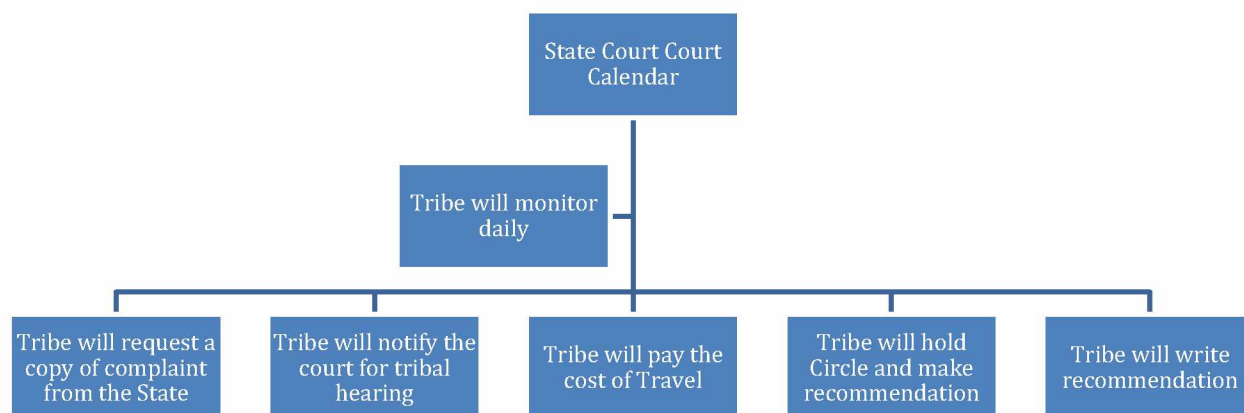 State Court Court
Calendar
Tribe will monitor
daily
Tribe will request a
copy of complaint
from the State
Tribe will notify the
court for tribal
hearing
Tribe will pay the
cost of Travel
Tribe will hold
Circle and make
recommendation
Tribe will write
recommendation